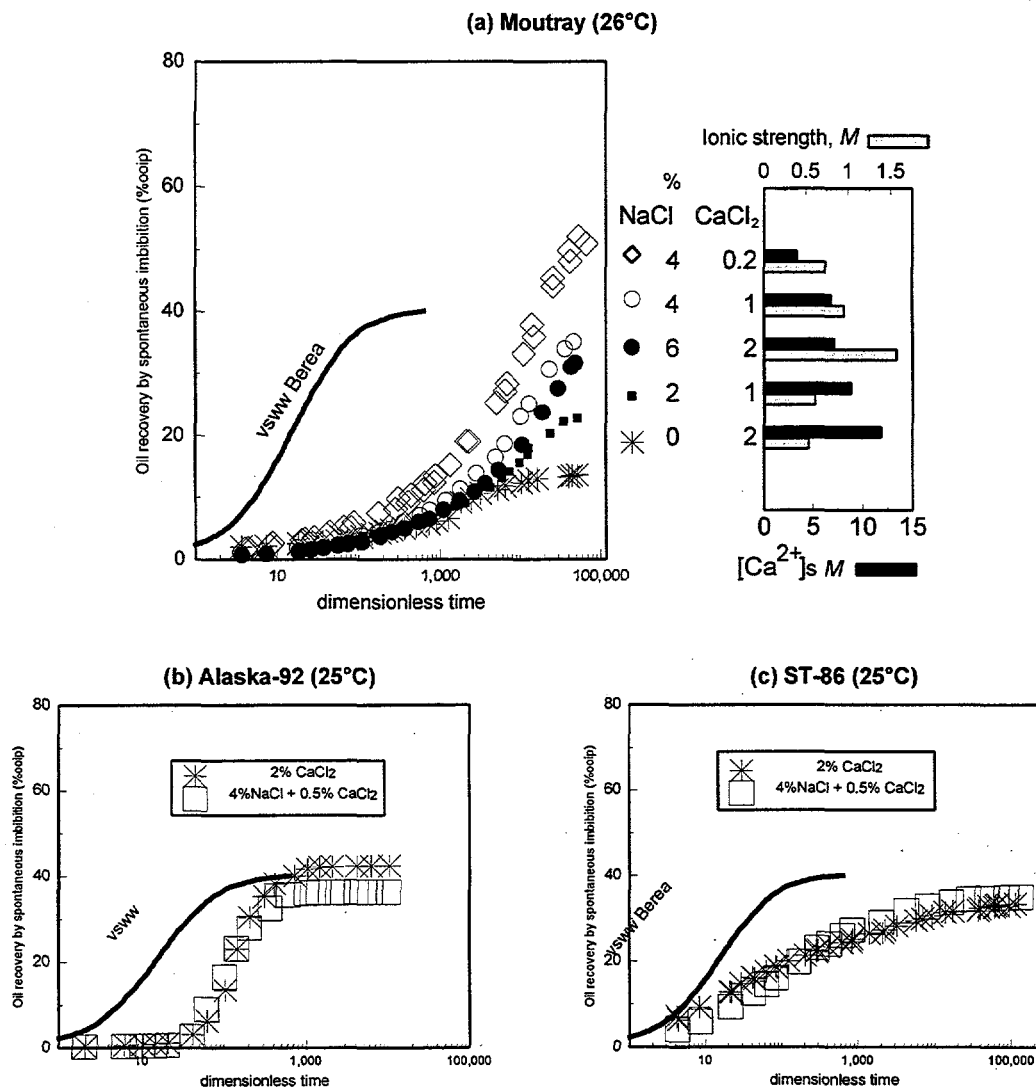 (a) Moutray (26°C)
Oil recovery by spontaneous imbibition (%ooip)
80
60
40
20
0
10
1,000
100,000
dimensionless time
vsww Berea
Ionic strength, M
0 0.5 1 1.5
%
NaCl CaCl₂
4 0.2
4 1
6 2
2 1
0 2
0 5 10 15
[Ca²⁺]s M
(b) Alaska-92 (25°C)
Oil recovery by spontaneous imbibition (%ooip)
80
60
40
20
0
10
1,000
100,000
dimensionless time
2% CaCl₂
4%NaCl + 0.5% CaCl₂
vsww
(c) ST-86 (25°C)
Oil recovery by spontaneous imbibition (%ooip)
80
60
40
20
0
10
1,000
100,000
dimensionless time
2% CaCl₂
4%NaCl + 0.5% CaCl₂
vsww Berea